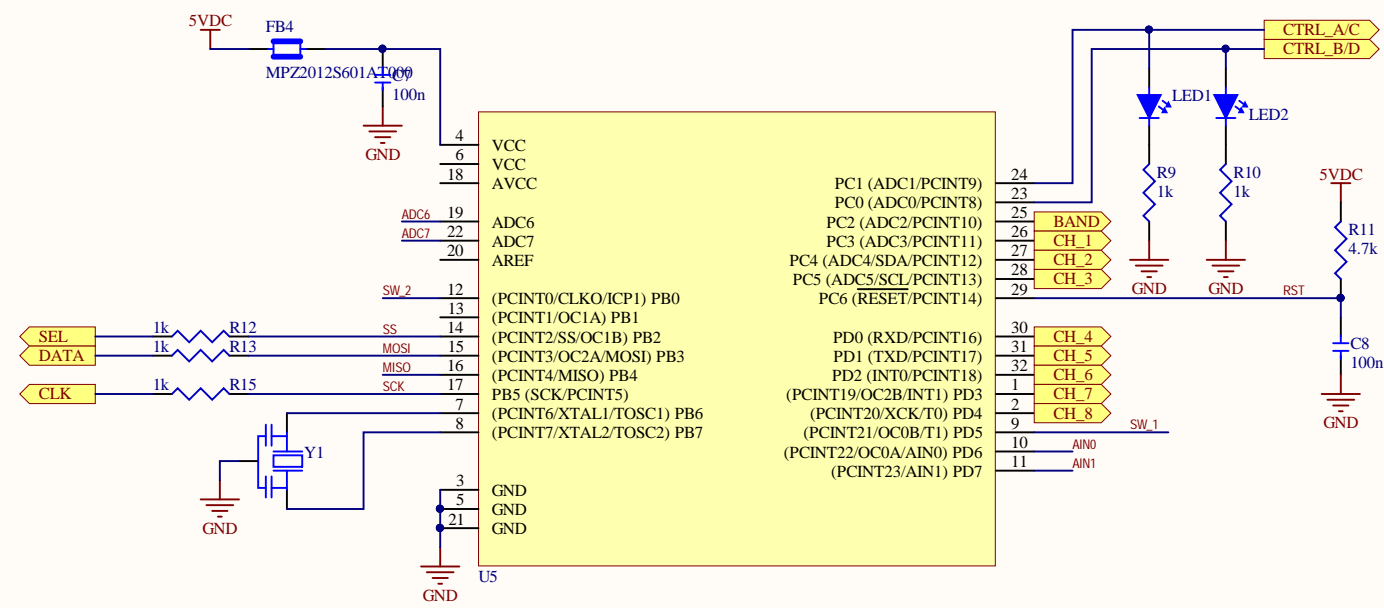 5VDC
FB4
MPZ2012S601AT000
C7
100n
GND
CTRL_A/C
CTRL_B/D
LED1
LED2
R9
1k
R10
1k
GND
GND
5VDC
R11
4.7k
RST
C8
100n
GND
4 VCC
6 VCC
18 AVCC
ADC6 19 ADC6
ADC7 22 ADC7
20 AREF
SW_2 12 (PCINT0/CLKO/ICP1) PB0
13 (PCINT1/OC1A) PB1
SEL 1k R12 SS 14 (PCINT2/SS/OC1B) PB2
DATA 1k R13 MOSI 15 (PCINT3/OC2A/MOSI) PB3
MISO 16 (PCINT4/MISO) PB4
CLK 1k R15 SCK 17 PB5 (SCK/PCINT5)
7 (PCINT6/XTAL1/TOSC1) PB6
8 (PCINT7/XTAL2/TOSC2) PB7
Y1
GND
3 GND
5 GND
21 GND
GND
U5
PC1 (ADC1/PCINT9) 24
PC0 (ADC0/PCINT8) 23
PC2 (ADC2/PCINT10) 25 BAND
PC3 (ADC3/PCINT11) 26 CH_1
PC4 (ADC4/SDA/PCINT12) 27 CH_2
PC5 (ADC5/SCL/PCINT13) 28 CH_3
PC6 (RESET/PCINT14) 29
PD0 (RXD/PCINT16) 30 CH_4
PD1 (TXD/PCINT17) 31 CH_5
PD2 (INT0/PCINT18) 32 CH_6
(PCINT19/OC2B/INT1) PD3 1 CH_7
(PCINT20/XCK/T0) PD4 2 CH_8
(PCINT21/OC0B/T1) PD5 9 SW_1
(PCINT22/OC0A/AIN0) PD6 10 AIN0
(PCINT23/AIN1) PD7 11 AIN1